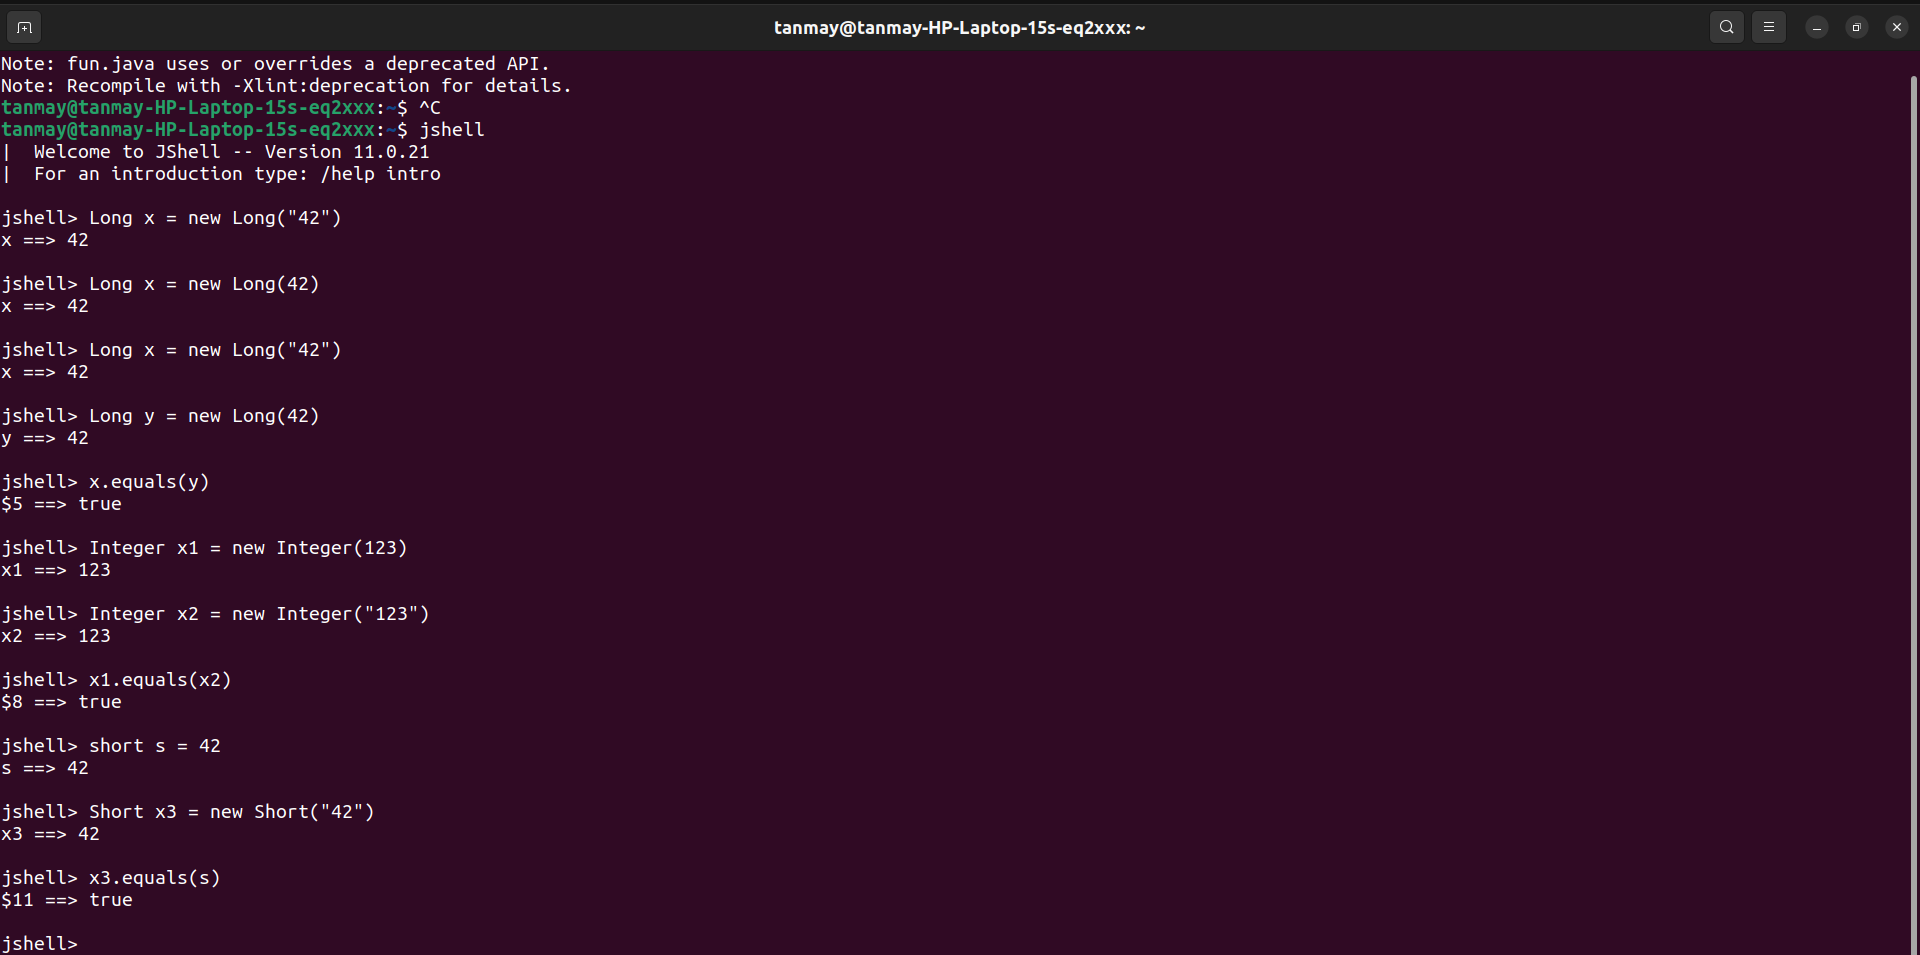 tanmay@tanmay-HP-Laptop-15s-eq2xxx: ~
Note: fun.java uses or overrides a deprecated API.
Note: Recompile with -Xlint:deprecation for details.
tanmay@tanmay-HP-Laptop-15s-eq2xxx:~$ ^C
tanmay@tanmay-HP-Laptop-15s-eq2xxx:~$ jshell
|  Welcome to JShell -- Version 11.0.21
|  For an introduction type: /help intro
jshell> Long x = new Long("42")
x ==> 42
jshell> Long x = new Long(42)
x ==> 42
jshell> Long x = new Long("42")
x ==> 42
jshell> Long y = new Long(42)
y ==> 42
jshell> x.equals(y)
$5 ==> true
jshell> Integer x1 = new Integer(123)
x1 ==> 123
jshell> Integer x2 = new Integer("123")
x2 ==> 123
jshell> x1.equals(x2)
$8 ==> true
jshell> short s = 42
s ==> 42
jshell> Short x3 = new Short("42")
x3 ==> 42
jshell> x3.equals(s)
$11 ==> true
jshell>